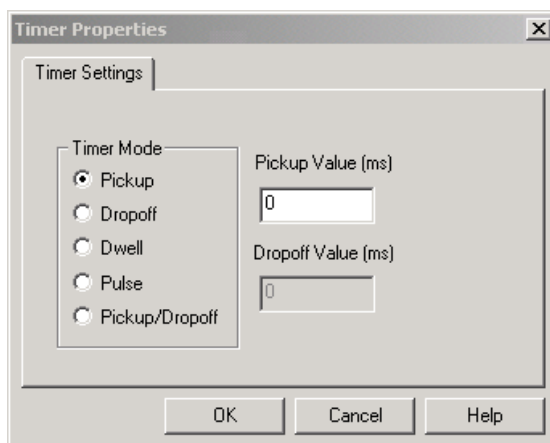 Timer Properties
Timer Settings
Timer Mode
Pickup
Dropoff
Dwell
Pulse
Pickup/Dropoff
Pickup Value (ms)
0
Dropoff Value (ms)
0
OK
Cancel
Help